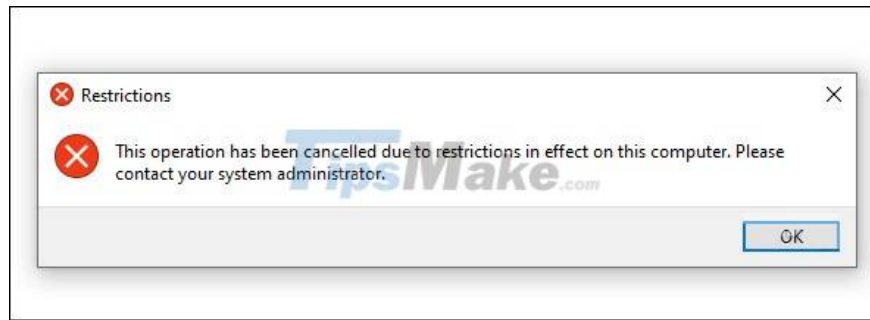 Restrictions
This operation has been cancelled due to restrictions in effect on this computer. Please
contact your system administrator.
TipsMake.com
OK